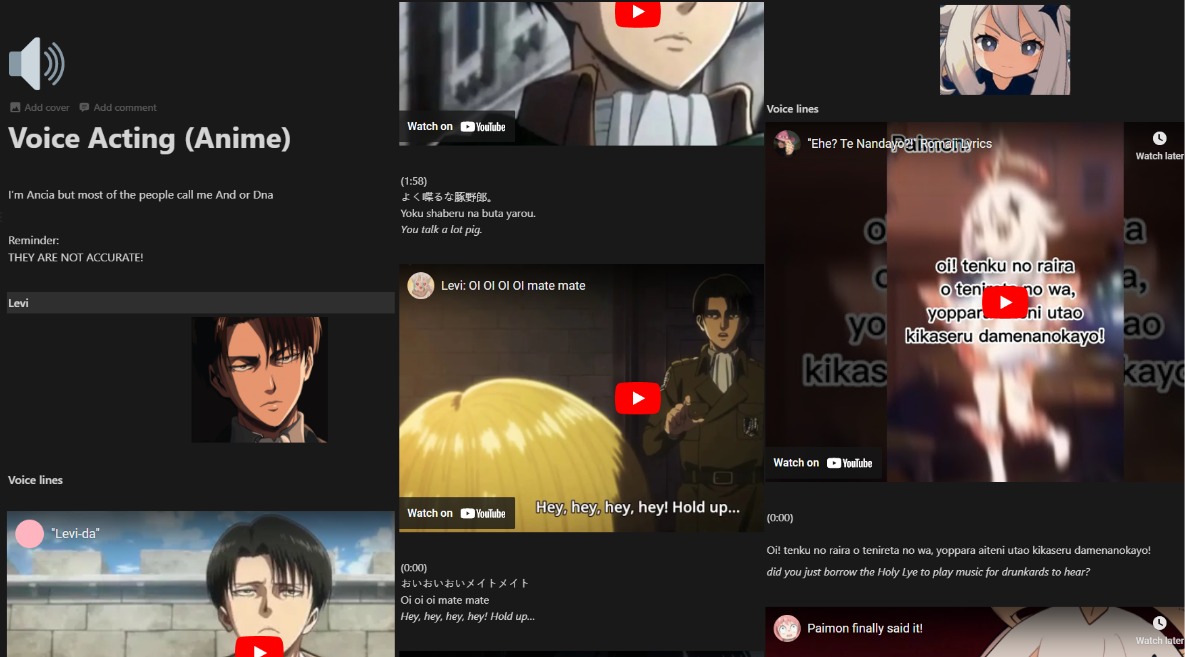 Add cover Add comment
Voice Acting (Anime)
I'm Ancia but most of the people call me And or Dna
Reminder:
THEY ARE NOT ACCURATE!
Levi
Voice lines
"Levi-da"
Watch on YouTube
(1:58)
よく喋るな豚野郎。
Yoku shaberu na buta yarou.
You talk a lot pig.
Levi: OI OI OI OI mate mate
Hey, hey, hey, hey! Hold up...
Watch on YouTube
(0:00)
おいおいおいメイトメイト
Oi oi oi mate mate
Hey, hey, hey, hey! Hold up...
Voice lines
"Ehe? Te Nandayo?!" Romaji Lyrics
Paimon:
Watch later
oi! tenku no raira
o tenireta no wa,
yoppara aiteni utao
kikaseru damenanokayo!
Watch on YouTube
(0:00)
Oi! tenku no raira o tenireta no wa, yoppara aiteni utao kikaseru damenanokayo!
did you just borrow the Holy Lye to play music for drunkards to hear?
Paimon finally said it!
Watch later